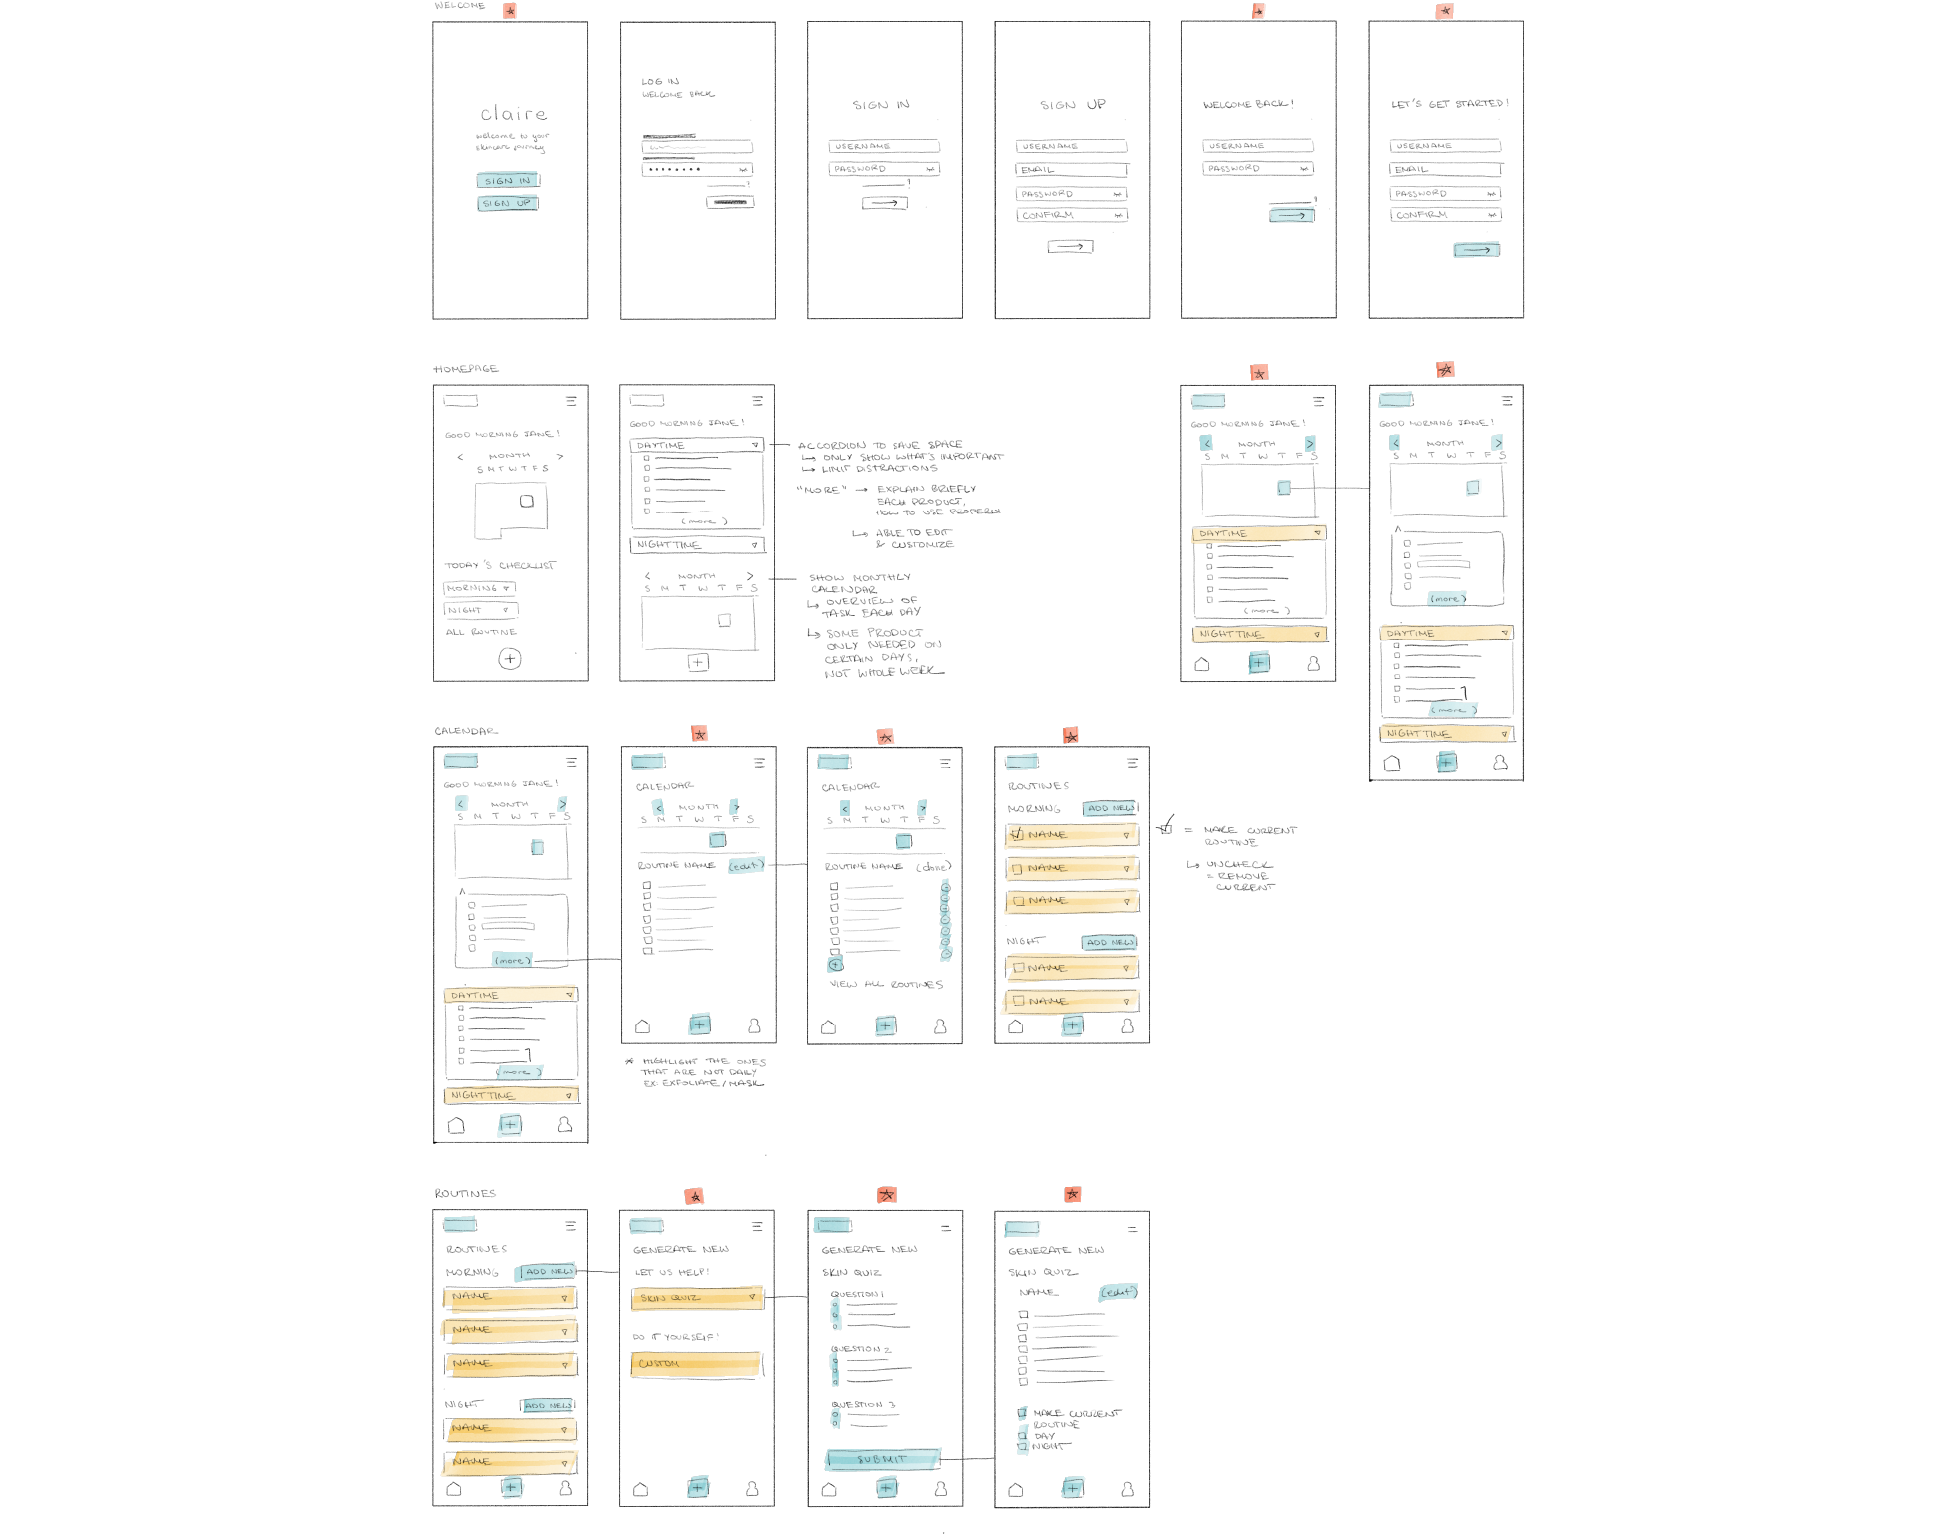 WELCOME
claire
welcome to your
skincare journey
SIGN IN
SIGN UP
LOG IN
WELCOME BACK
?
SIGN IN
USERNAME
PASSWORD
?
SIGN UP
USERNAME
EMAIL
PASSWORD
CONFIRM
WELCOME BACK!
USERNAME
PASSWORD
?
LET'S GET STARTED!
USERNAME
EMAIL
PASSWORD
CONFIRM
HOMEPAGE
GOOD MORNING JANE!
< MONTH >
S M T W T F S
TODAY'S CHECKLIST
MORNING
NIGHT
ALL ROUTINE
+
GOOD MORNING JANE!
DAYTIME
(more)
NIGHTTIME
< MONTH >
S M T W T F S
+
ACCORDION TO SAVE SPACE
↳ ONLY SHOW WHAT'S IMPORTANT
↳ LIMIT DISTRACTIONS
"MORE" → EXPLAIN BRIEFLY
EACH PRODUCT,
HOW TO USE PROPERLY
↳ ABLE TO EDIT
& CUSTOMIZE
SHOW MONTHLY
CALENDAR
↳ OVERVIEW OF
TASK EACH DAY
↳ SOME PRODUCT
ONLY NEEDED ON
CERTAIN DAYS,
NOT WHOLE WEEK
GOOD MORNING JANE!
< MONTH >
S M T W T F S
DAYTIME
(more)
NIGHTTIME
+
GOOD MORNING JANE!
< MONTH >
S M T W T F S
(more)
DAYTIME
(more)
NIGHTTIME
+
CALENDAR
GOOD MORNING JANE!
< MONTH >
S M T W T F S
(more)
DAYTIME
(more)
NIGHTTIME
+
CALENDAR
< MONTH >
S M T W T F S
ROUTINE NAME (edit)
+
* HIGHLIGHT THE ONES
THAT ARE NOT DAILY
EX: EXFOLIATE/MASK
CALENDAR
< MONTH >
S M T W T F S
ROUTINE NAME (done)
+
VIEW ALL ROUTINES
+
ROUTINES
MORNING ADD NEW
NAME
NAME
NAME
NIGHT ADD NEW
NAME
NAME
+
= MAKE CURRENT
ROUTINE
↳ UNCHECK
= REMOVE
CURRENT
ROUTINES
ROUTINES
MORNING ADD NEW
NAME
NAME
NAME
NIGHT ADD NEW
NAME
NAME
+
GENERATE NEW
LET US HELP!
SKIN QUIZ
DO IT YOURSELF!
CUSTOM
+
GENERATE NEW
SKIN QUIZ
QUESTION 1
QUESTION 2
QUESTION 3
SUBMIT
+
GENERATE NEW
SKIN QUIZ
NAME (edit)
MAKE CURRENT
ROUTINE
DAY
NIGHT
+